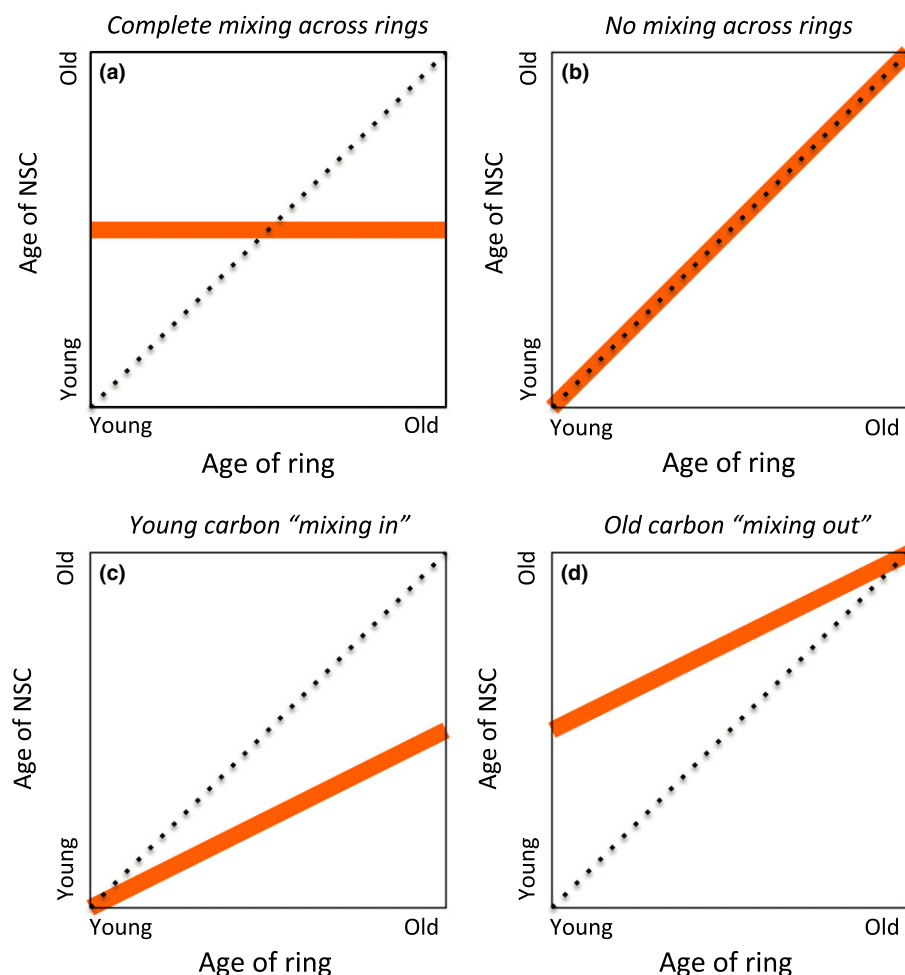 Complete mixing across rings
(a)
Old
Age of NSC
Young
Young
Old
Age of ring
No mixing across rings
(b)
Old
Age of NSC
Young
Young
Old
Age of ring
Young carbon “mixing in”
(c)
Old
Age of NSC
Young
Young
Old
Age of ring
Old carbon “mixing out”
(d)
Old
Age of NSC
Young
Young
Old
Age of ring